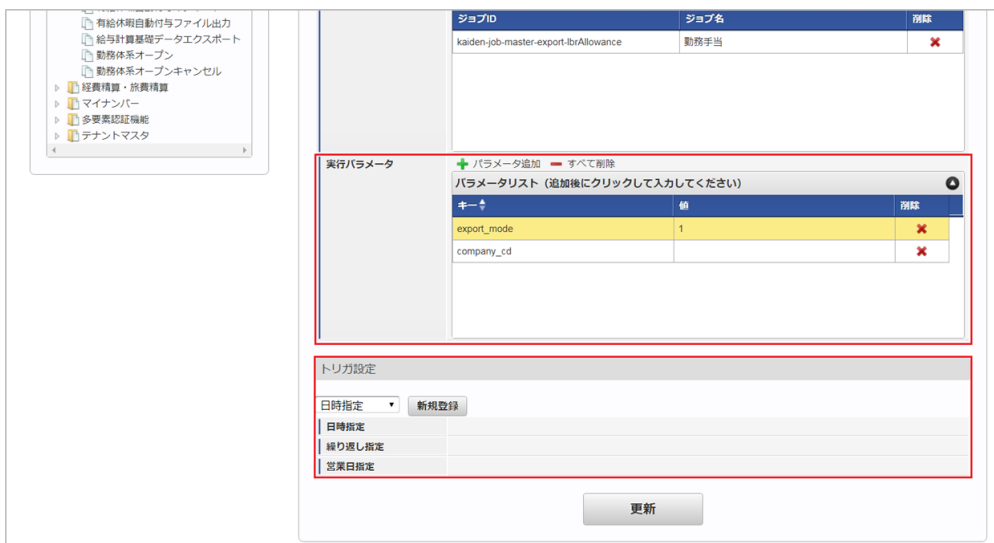 有給休暇自動付与ファイル出力
給与計算基礎データエクスポート
勤務体系オープン
勤務体系オープンキャンセル
経費精算・旅費精算
マイナンバー
多要素認証機能
テナントマスタ
ジョブID ジョブ名 削除
kaiden-job-master-export-lbrAllowance 勤務手当
実行パラメータ パラメータ追加 すべて削除
パラメータリスト（追加後にクリックして入力してください）
キー 値 削除
export_mode 1
company_cd
トリガ設定
日時指定 新規登録
日時指定
繰り返し指定
営業日指定
更新